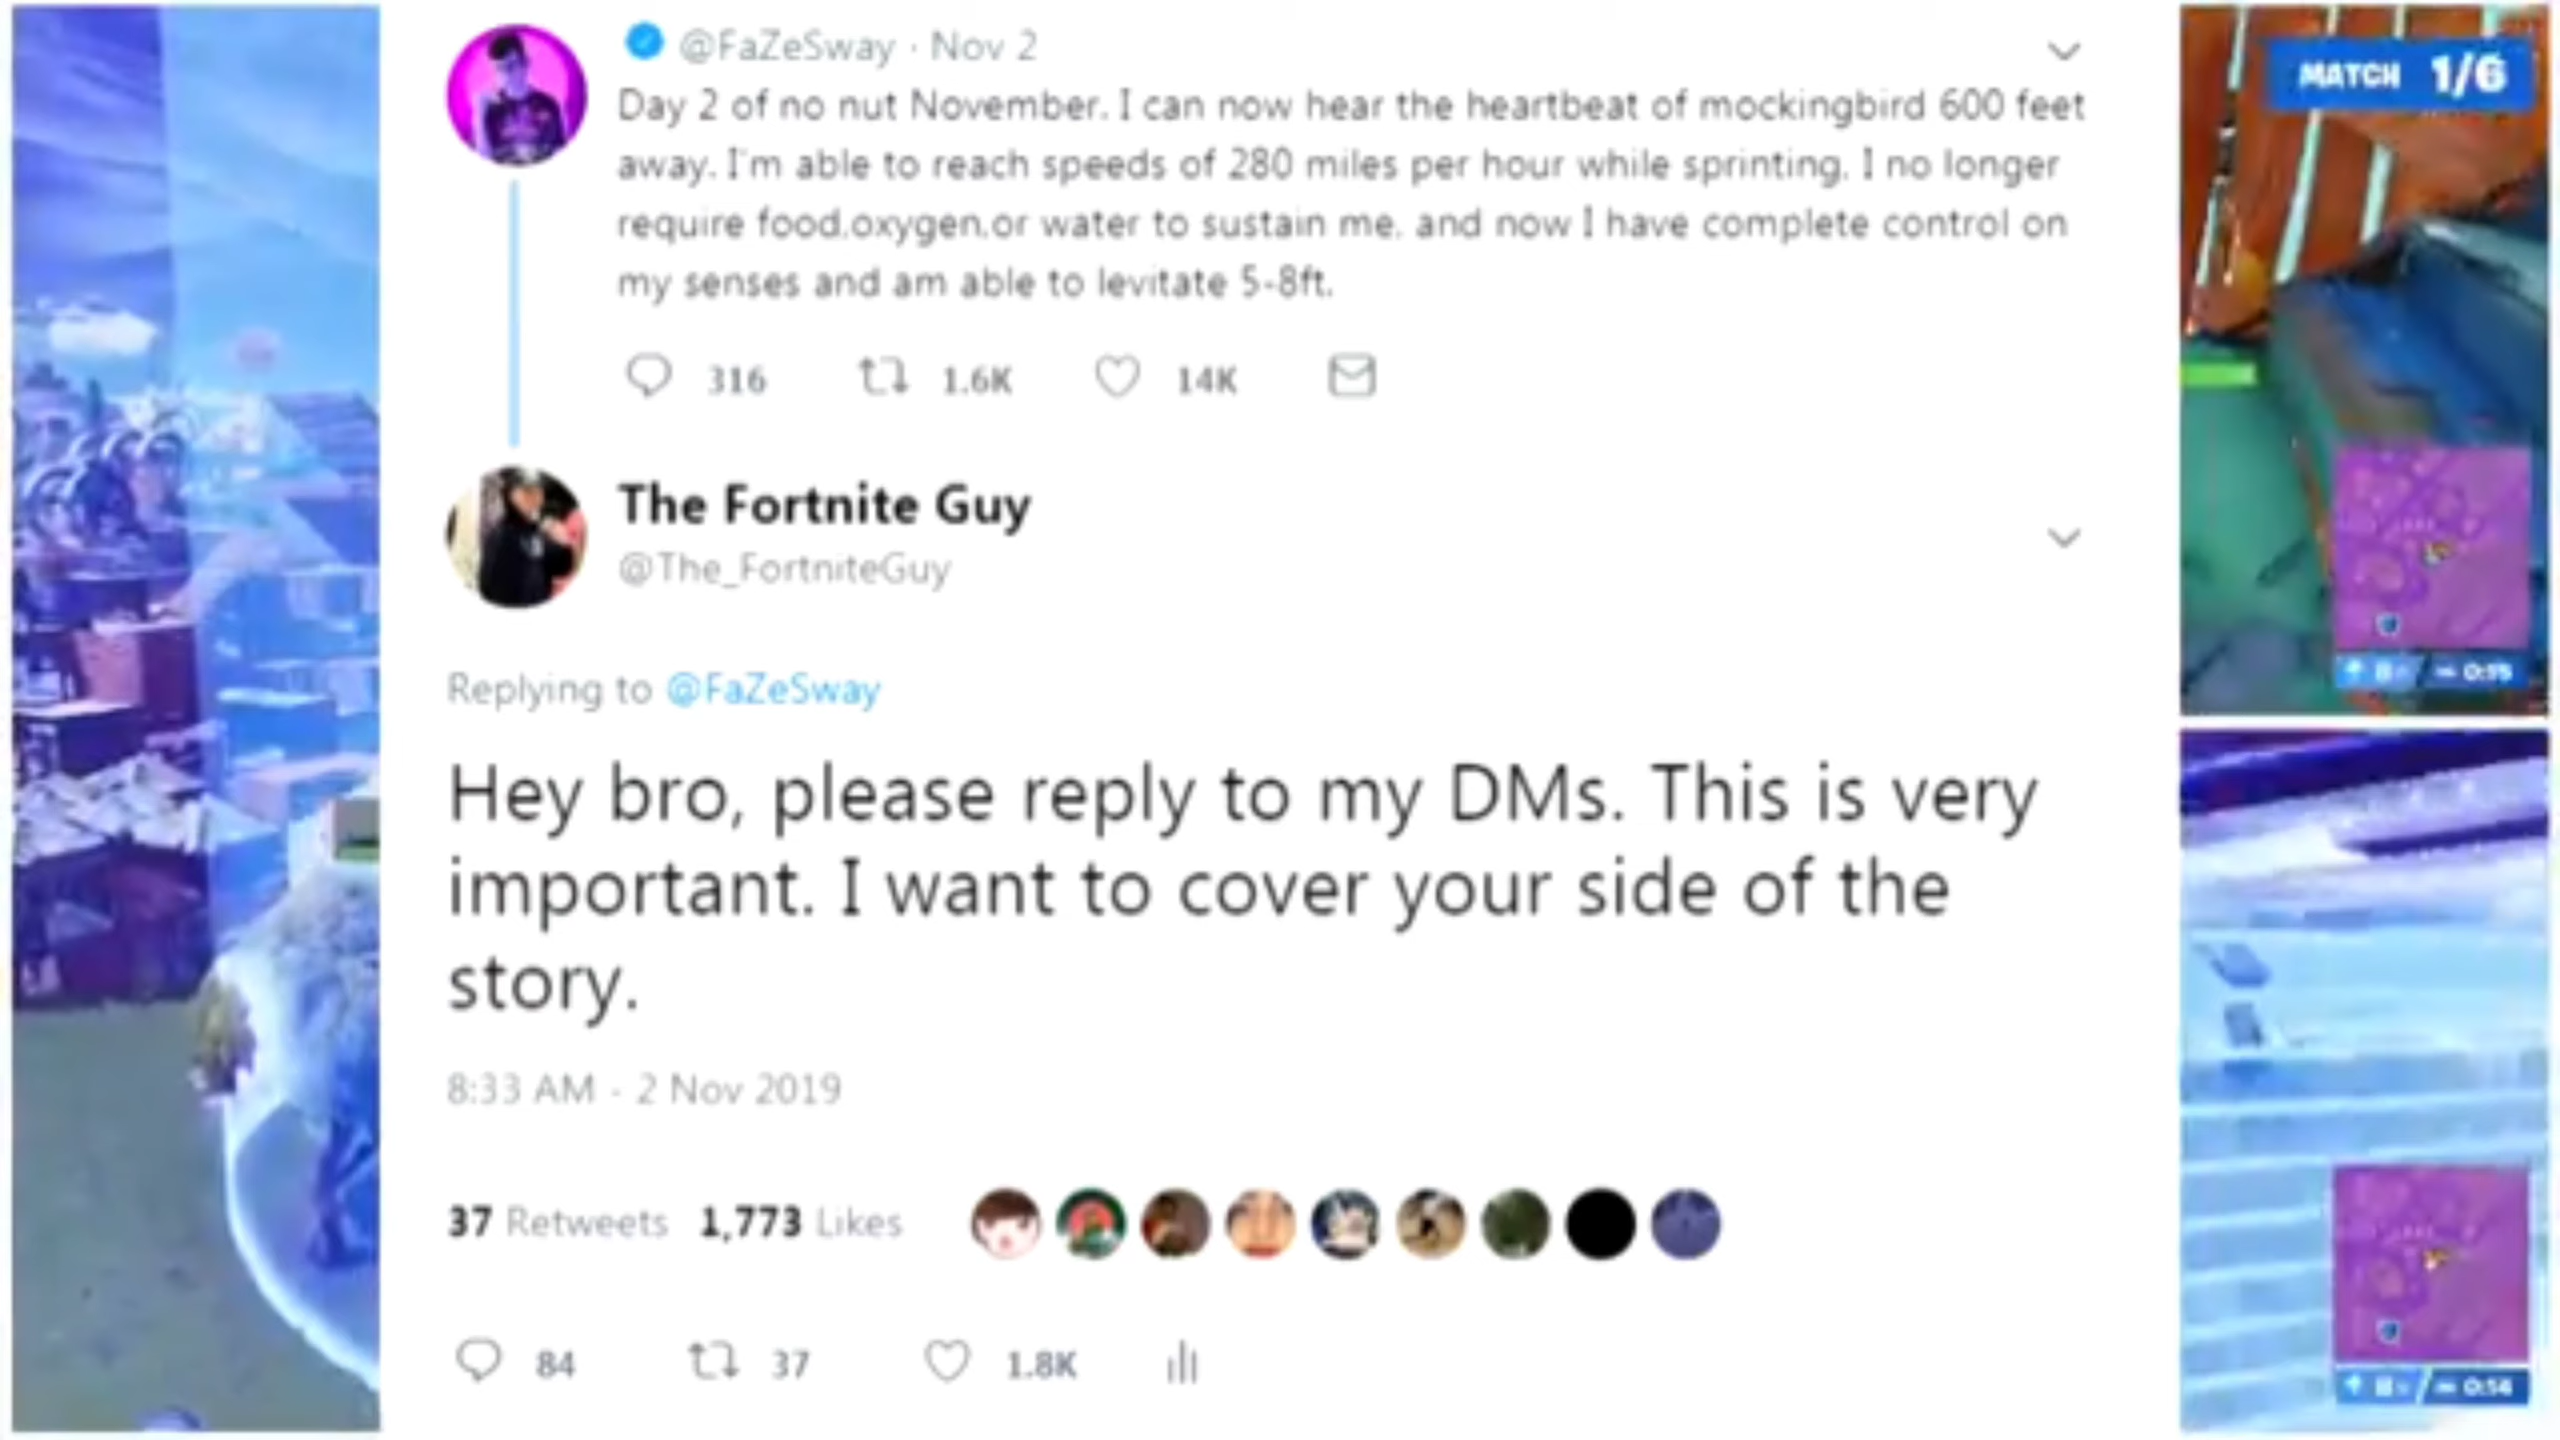 @FaZeSway · Nov 2
Day 2 of no nut November. I can now hear the heartbeat of mockingbird 600 feet
away. I'm able to reach speeds of 280 miles per hour while sprinting. I no longer
require food.oxygen.or water to sustain me. and now I have complete control on
my senses and am able to levitate 5-8ft.
316 1.6K 14K
The Fortnite Guy
@The_FortniteGuy
Replying to @FaZeSway
Hey bro, please reply to my DMs. This is very
important. I want to cover your side of the
story.
8:33 AM - 2 Nov 2019
37 Retweets 1,773 Likes
84 37 1.8K
MATCH 1/6
0:15
0:14